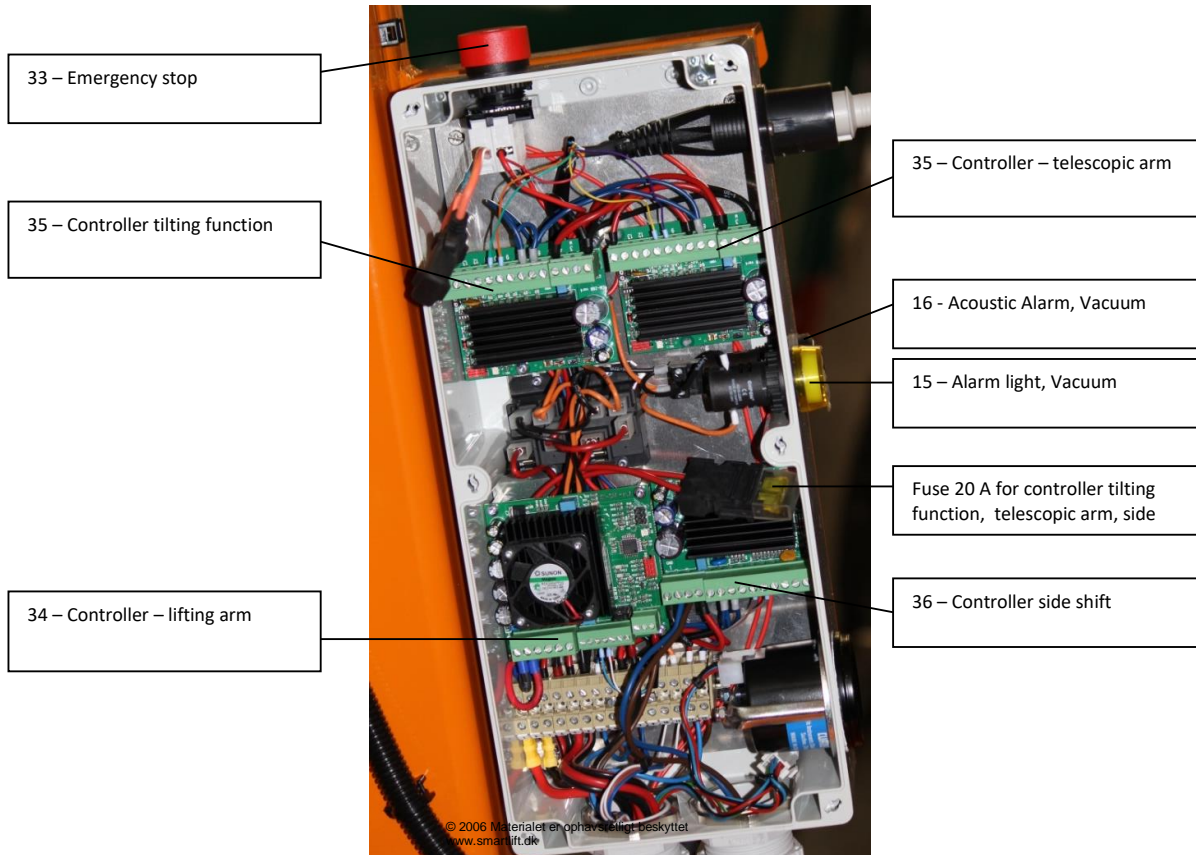 33 – Emergency stop
35 – Controller tilting function
35 – Controller – telescopic arm
16 - Acoustic Alarm, Vacuum
15 – Alarm light, Vacuum
Fuse 20 A for controller tilting
function, telescopic arm, side
34 – Controller – lifting arm
36 – Controller side shift
SUNON
© 2006 Materialet er ophavsretligt beskyttet
www.smartlift.dk